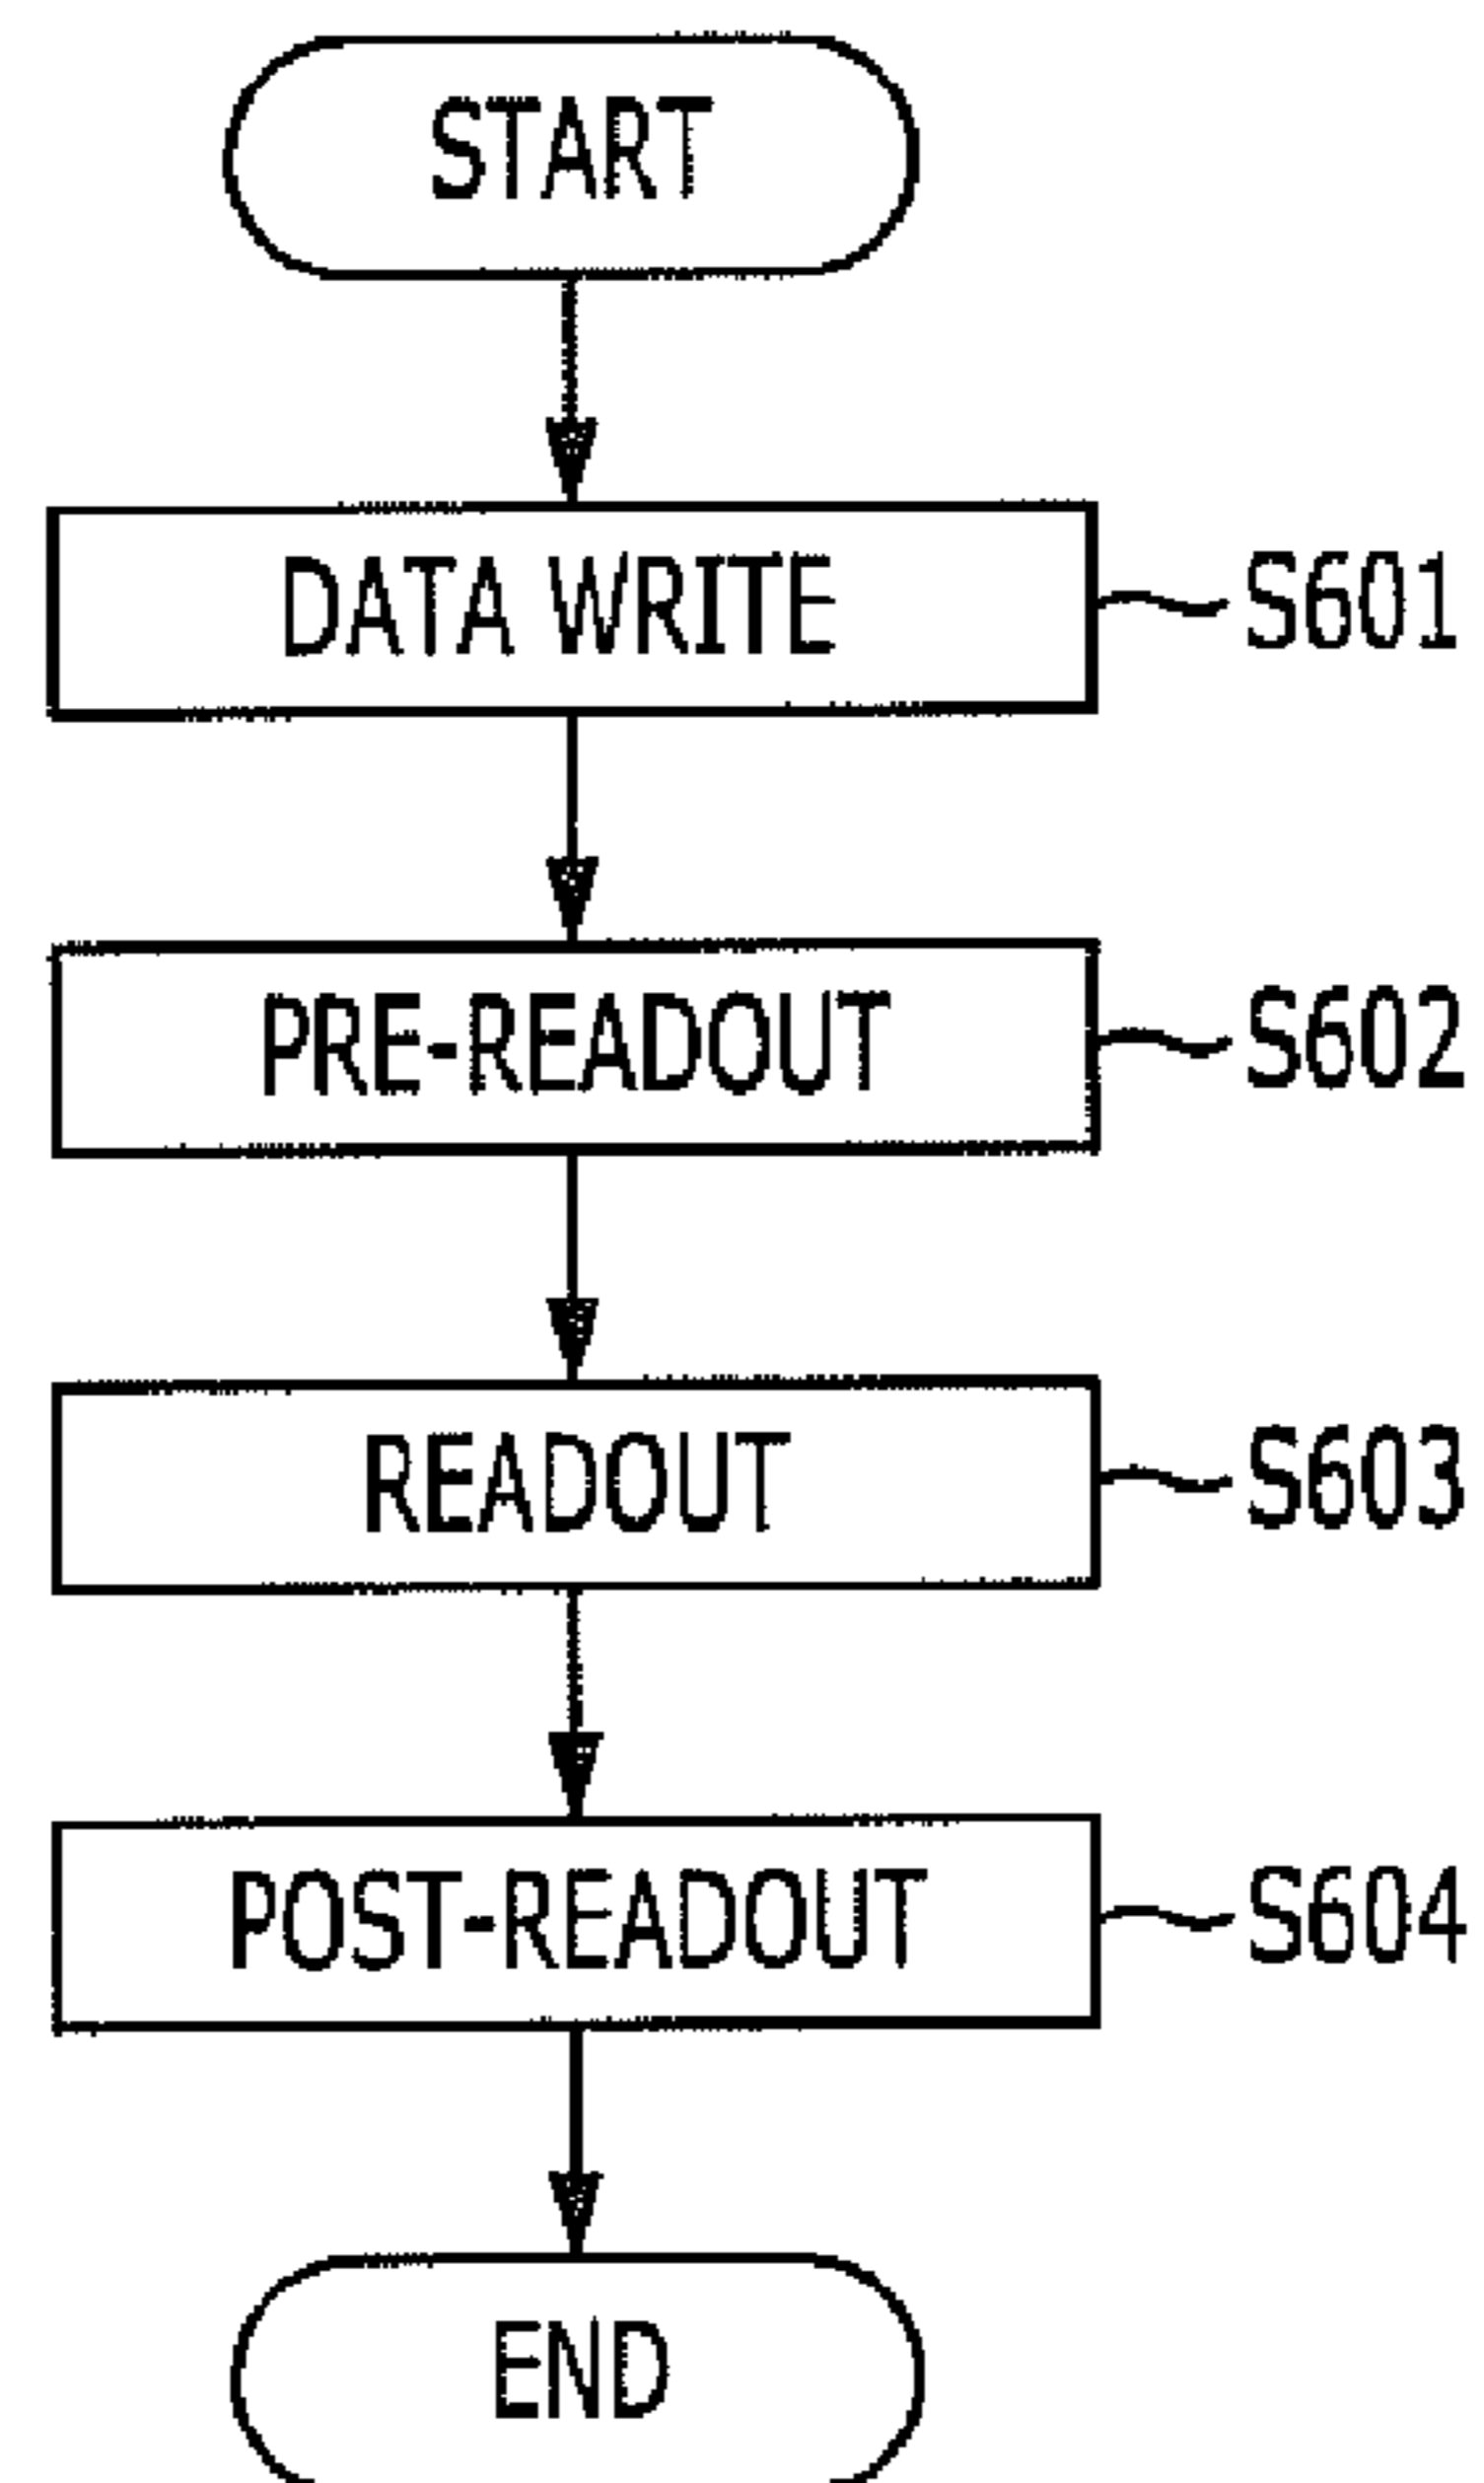 START
DATA WRITE S601
PRE-READOUT S602
READOUT S603
POST-READOUT S604
END